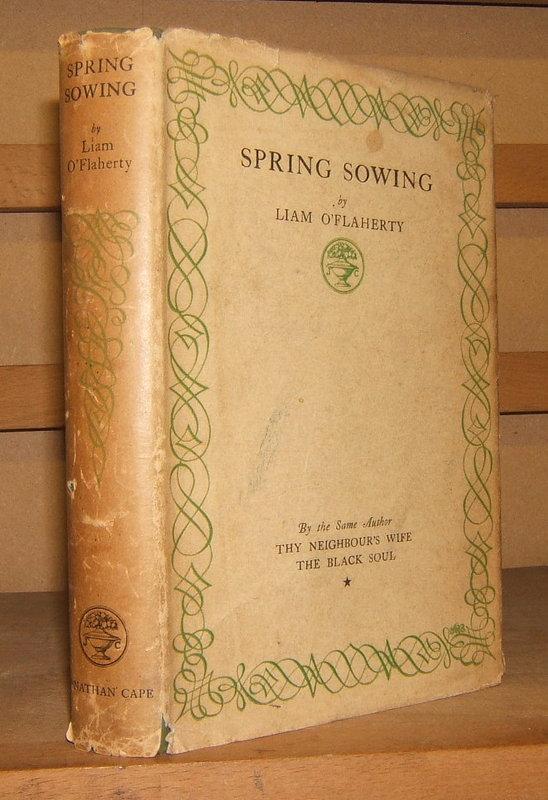 SPRING
SOWING
by
Liam
O'Flaherty
JONATHAN CAPE
SPRING SOWING
by
LIAM O'FLAHERTY
By the Same Author
THY NEIGHBOUR'S WIFE
THE BLACK SOUL